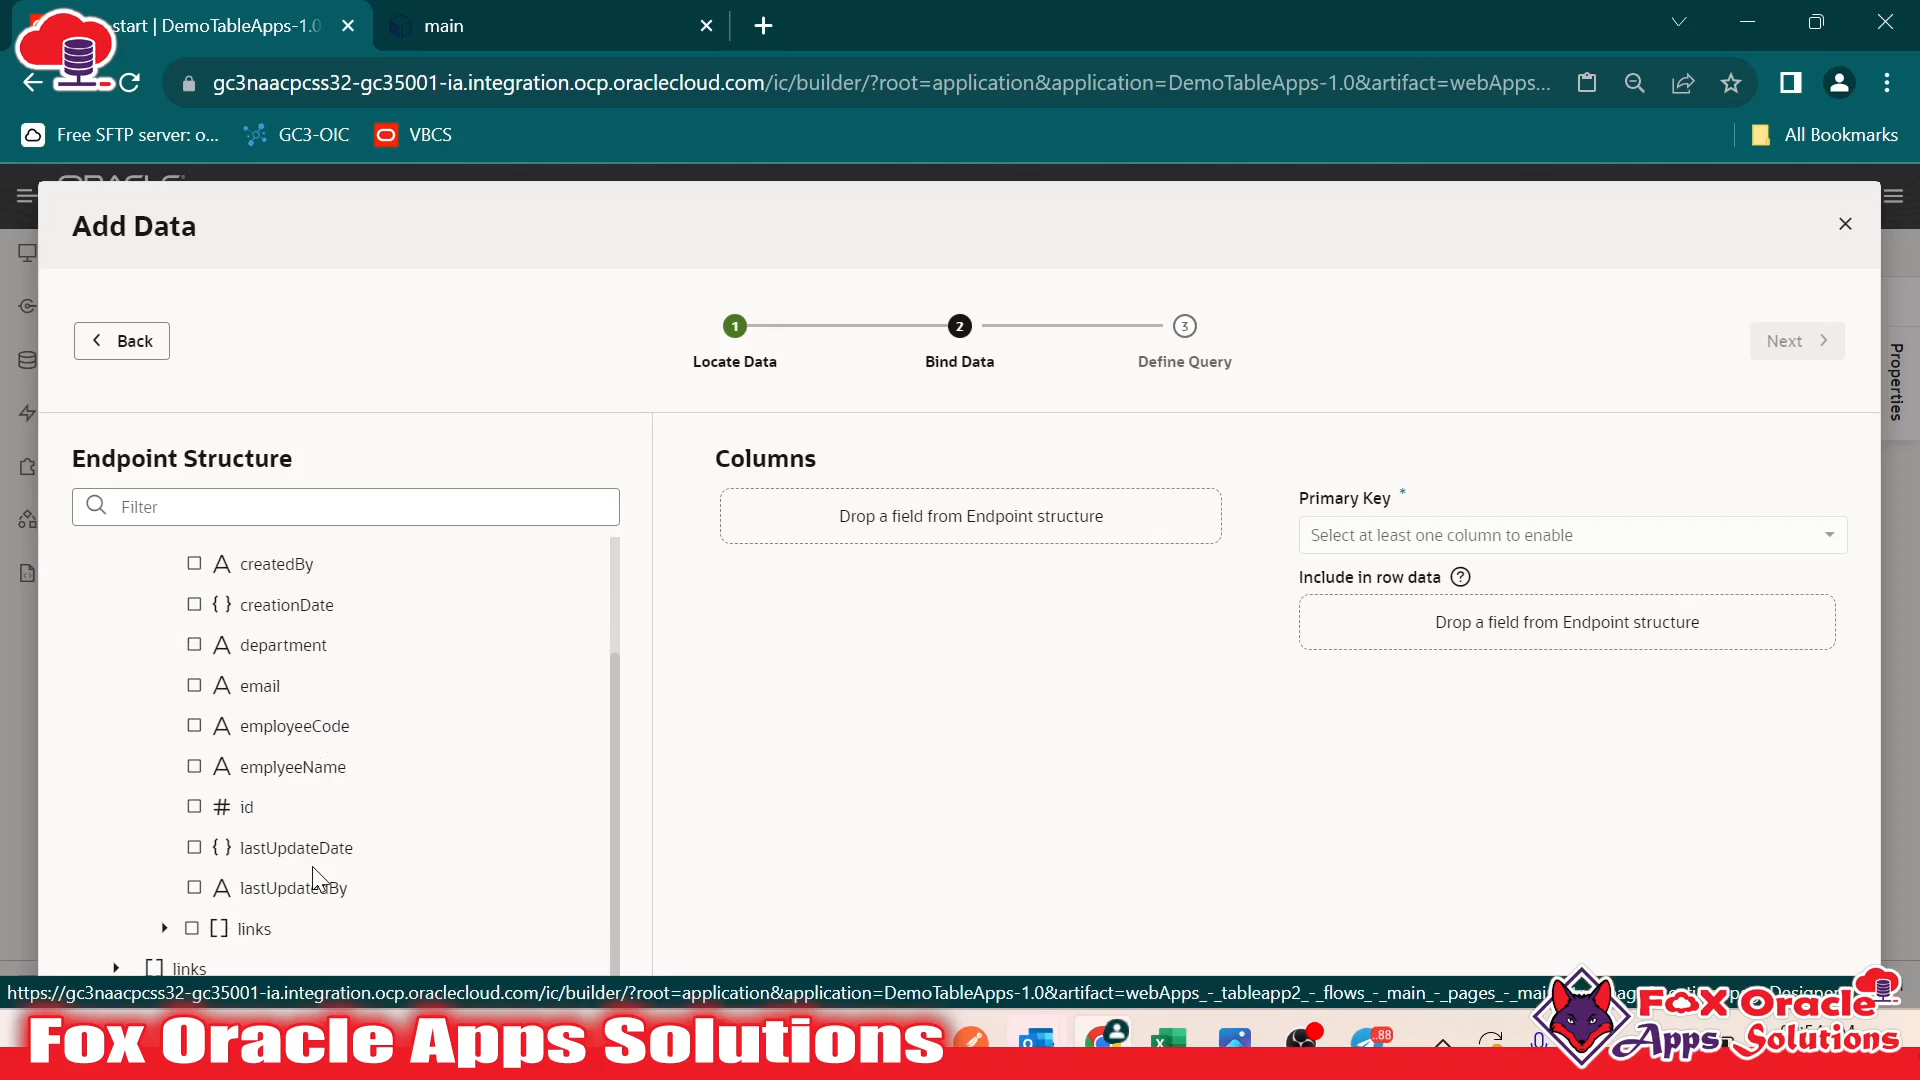 start | DemoTableApps-1.0
main
gc3naacpcss32-gc35001-ia.integration.ocp.oraclecloud.com/ic/builder/?root=application&application=DemoTableApps-1.0&artifact=webApps...
Free SFTP server: o...
GC3-OIC
VBCS
All Bookmarks
ORACLE
Add Data
Back
1
2
3
Next
Locate Data
Bind Data
Define Query
Properties
Endpoint Structure
Columns
Filter
Drop a field from Endpoint structure
Primary Key *
Select at least one column to enable
Include in row data ?
Drop a field from Endpoint structure
A createdBy
{ } creationDate
A department
A email
A employeeCode
A emplyeeName
# id
{ } lastUpdateDate
A lastUpdatedBy
[ ] links
[ ] links
https://gc3naacpcss32-gc35001-ia.integration.ocp.oraclecloud.com/ic/builder/?root=application&application=DemoTableApps-1.0&artifact=webApps_-_tableapp2_-_flows_-_main_-_pages_-_mai
Fox Oracle Apps Solutions
88
Fox Oracle
Apps Solutions